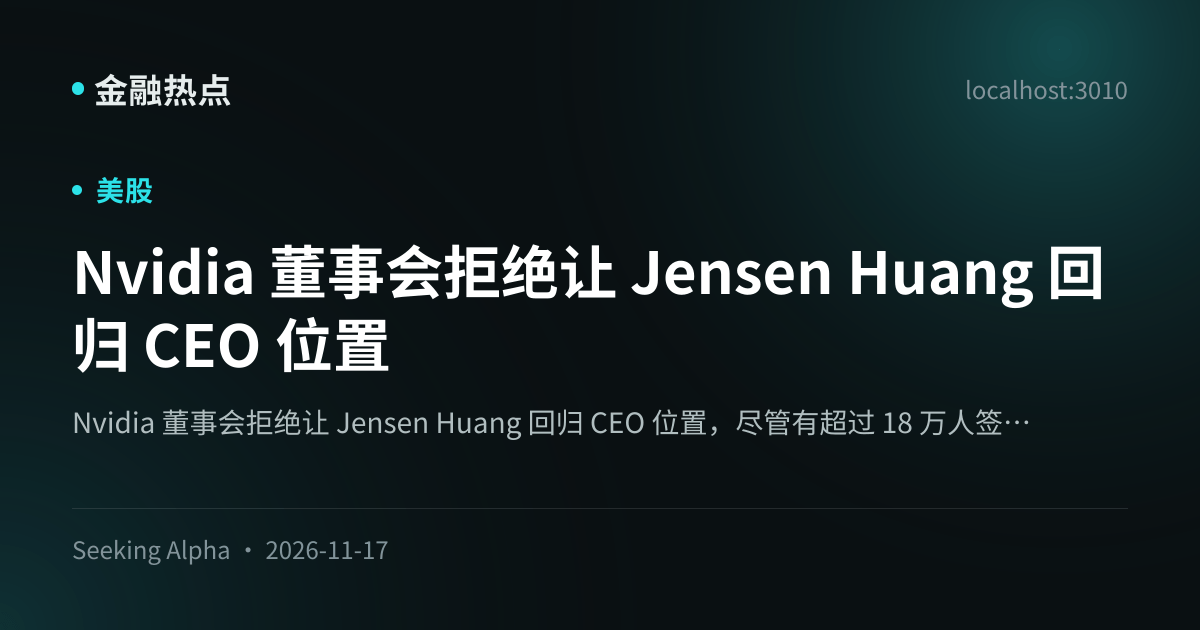 金融热点
localhost:3010
美股
Nvidia 董事会拒绝让 Jensen Huang 回
归 CEO 位置
Nvidia 董事会拒绝让 Jensen Huang 回归 CEO 位置，尽管有超过 18 万人签…
Seeking Alpha · 2026-11-17